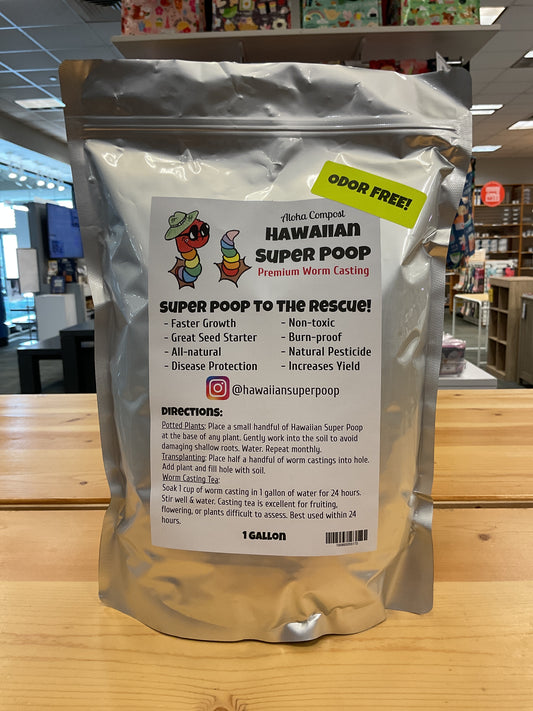 ODOR FREE!
Aloha Compost
Hawaiian
Super Poop
Premium Worm Casting
Super Poop to the Rescue!
- Faster Growth
- Great Seed Starter
- All-natural
- Disease Protection
- Non-toxic
- Burn-proof
- Natural Pesticide
- Increases Yield
@hawaiiansuperpoop
Directions:
Potted Plants: Place a small handful of Hawaiian Super Poop
at the base of any plant. Gently work into the soil to avoid
damaging shallow roots. Water. Repeat monthly.
Transplanting: Place half a handful of worm castings into hole.
Add plant and fill hole with soil.
Worm Casting Tea:
Soak 1 cup of worm casting in 1 gallon of water for 24 hours.
Stir well & water. Casting tea is excellent for fruiting,
flowering, or plants difficult to assess. Best used within 24
hours.
1 Gallon